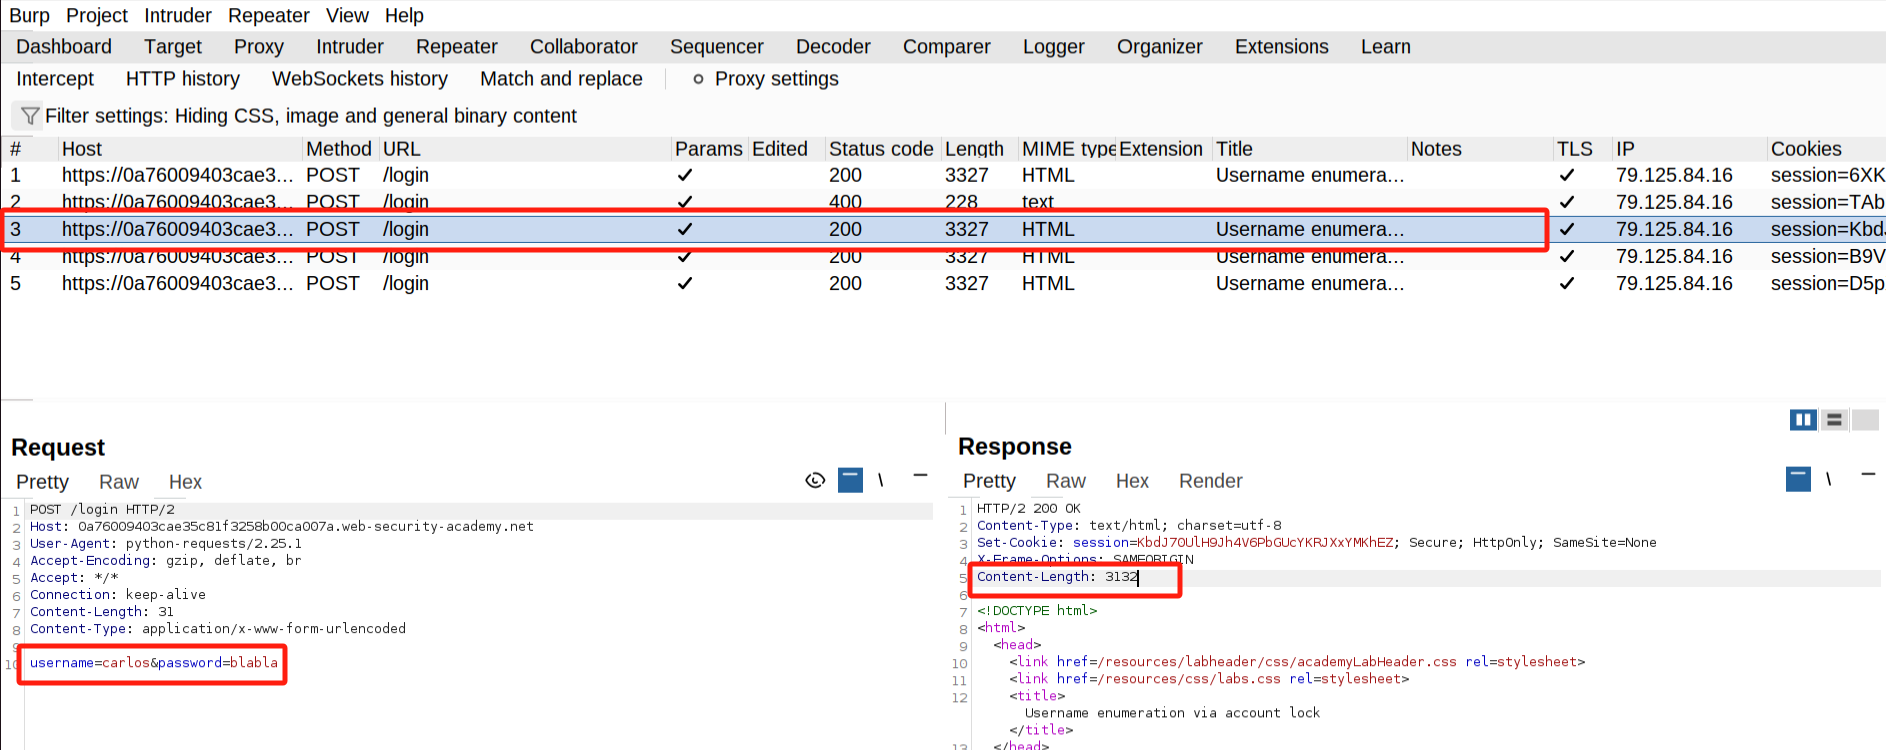 Burp Project Intruder Repeater View Help
Dashboard Target Proxy Intruder Repeater Collaborator Sequencer Decoder Comparer Logger Organizer Extensions Learn
Intercept HTTP history WebSockets history Match and replace Proxy settings
Filter settings: Hiding CSS, image and general binary content
# Host Method URL Params Edited Status code Length MIME type Extension Title Notes TLS IP Cookies
1 https://0a76009403cae3... POST /login ✓ 200 3327 HTML Username enumera... ✓ 79.125.84.16 session=6XK
2 https://0a76009403cae3... POST /login ✓ 400 228 text ✓ 79.125.84.16 session=TAb
3 https://0a76009403cae3... POST /login ✓ 200 3327 HTML Username enumera... ✓ 79.125.84.16 session=Kbd
4 https://0a76009403cae3... POST /login ✓ 200 3327 HTML Username enumera... ✓ 79.125.84.16 session=B9V
5 https://0a76009403cae3... POST /login ✓ 200 3327 HTML Username enumera... ✓ 79.125.84.16 session=D5p
Request
Pretty Raw Hex
1 POST /login HTTP/2
2 Host: 0a76009403cae35c81f3258b00ca007a.web-security-academy.net
3 User-Agent: python-requests/2.25.1
4 Accept-Encoding: gzip, deflate, br
5 Accept: */*
6 Connection: keep-alive
7 Content-Length: 31
8 Content-Type: application/x-www-form-urlencoded
9
10 username=carlos&password=blabla
Response
Pretty Raw Hex Render
1 HTTP/2 200 OK
2 Content-Type: text/html; charset=utf-8
3 Set-Cookie: session=KbdJ70UlH9Jh4V6PbGUcYKRJXxYMKhEZ; Secure; HttpOnly; SameSite=None
4 X-Frame-Options: SAMEORIGIN
5 Content-Length: 3132
6
7 <!DOCTYPE html>
8 <html>
9 <head>
10 <link href=/resources/labheader/css/academyLabHeader.css rel=stylesheet>
11 <link href=/resources/css/labs.css rel=stylesheet>
12 <title>
Username enumeration via account lock
</title>
13 </head>